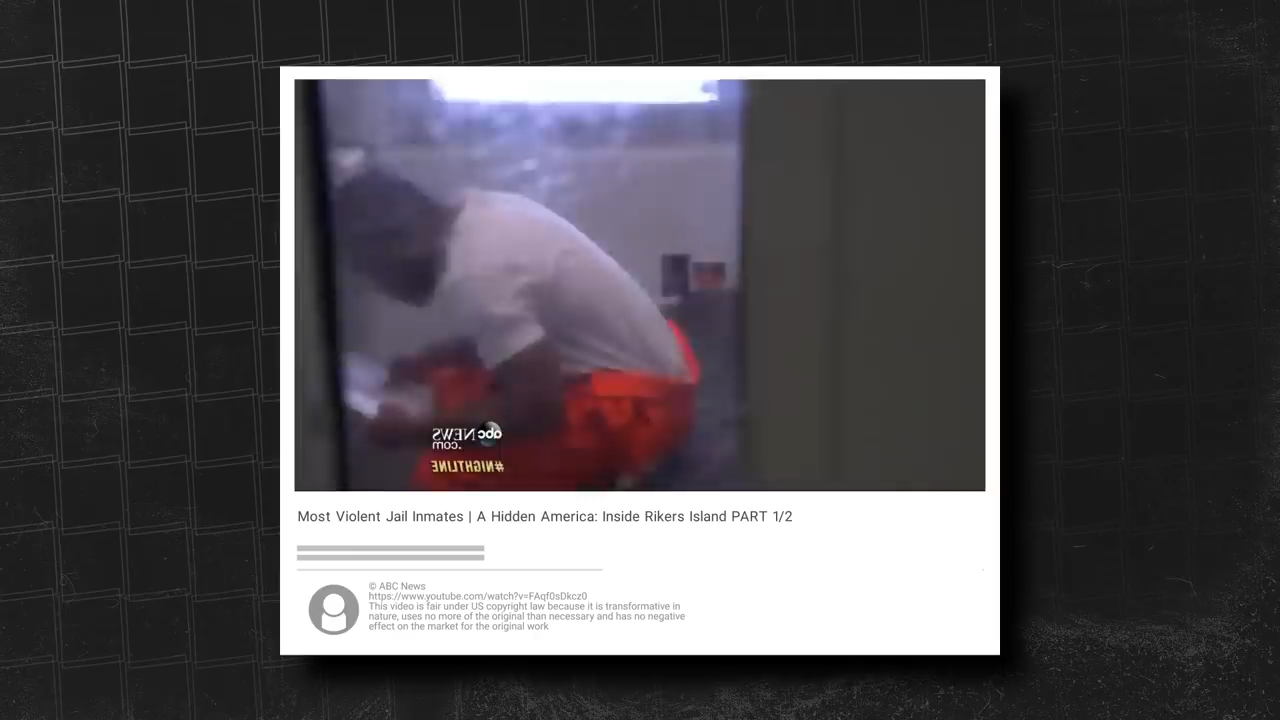 abc NEWS
.com
#NIGHTLINE
Most Violent Jail Inmates | A Hidden America: Inside Rikers Island PART 1/2
© ABC News
https://www.youtube.com/watch?v=FAqf0sDkcz0
This video is fair under US copyright law because it is transformative in
nature, uses no more of the original than necessary and has no negative
effect on the market for the original work